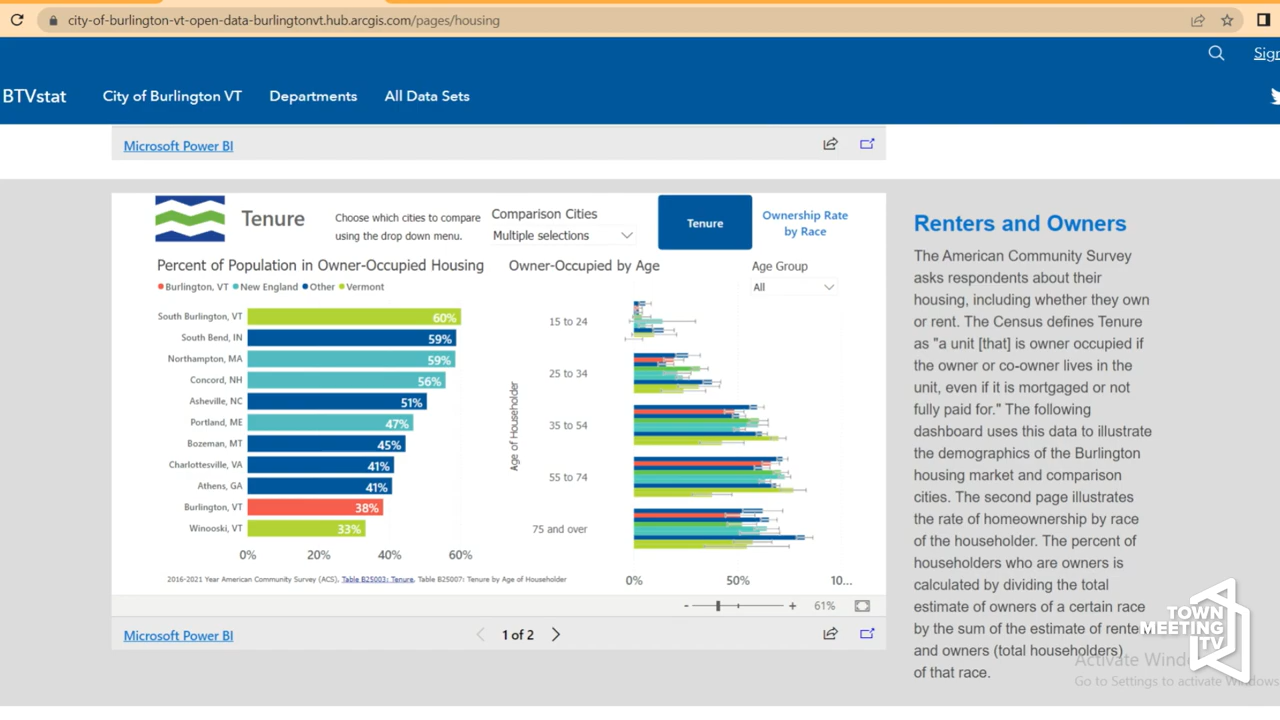 city-of-burlington-vt-open-data-burlingtonvt.hub.arcgis.com/pages/housing
Sign
BTVstat
City of Burlington VT
Departments
All Data Sets
Microsoft Power BI
Tenure
Choose which cities to compare
using the drop down menu.
Comparison Cities
Multiple selections
Tenure
Ownership Rate
by Race
Percent of Population in Owner-Occupied Housing
Burlington, VT New England Other Vermont
South Burlington, VT 60%
South Bend, IN 59%
Northampton, MA 59%
Concord, NH 56%
Asheville, NC 51%
Portland, ME 47%
Bozeman, MT 45%
Charlottesville, VA 41%
Athens, GA 41%
Burlington, VT 38%
Winooski, VT 33%
0% 20% 40% 60%
Owner-Occupied by Age
Age Group
All
Age of Householder
15 to 24
25 to 34
35 to 54
55 to 74
75 and over
0% 50% 10...
2016-2021 Year American Community Survey (ACS), Table B25003: Tenure, Table B25007: Tenure by Age of Householder
- + 61%
Microsoft Power BI
1 of 2
Renters and Owners
The American Community Survey
asks respondents about their
housing, including whether they own
or rent. The Census defines Tenure
as "a unit [that] is owner occupied if
the owner or co-owner lives in the
unit, even if it is mortgaged or not
fully paid for." The following
dashboard uses this data to illustrate
the demographics of the Burlington
housing market and comparison
cities. The second page illustrates
the rate of homeownership by race
of the householder. The percent of
householders who are owners is
calculated by dividing the total
estimate of owners of a certain race
by the sum of the estimate of rente
and owners (total householders)
of that race.
TOWN
MEETING
TV
Activate Windo
Go to Settings to activate Windows